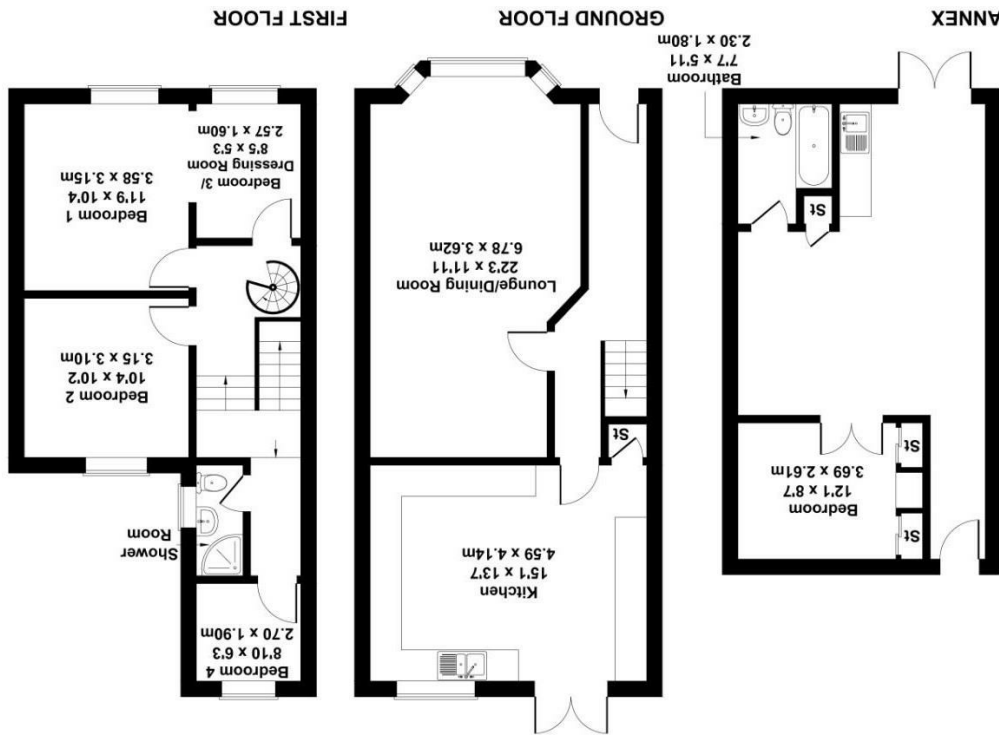 ANNEX
Bathroom
7'7 x 5'11
2.30 x 1.80m
St
Bedroom
12'1 x 8'7
3.69 x 2.61m
St
St
GROUND FLOOR
Lounge/Dining Room
22'3 x 11'11
6.78 x 3.62m
St
Kitchen
15'1 x 13'7
4.59 x 4.14m
FIRST FLOOR
Bedroom 3/
Dressing Room
8'5 x 5'3
2.57 x 1.60m
Bedroom 1
11'9 x 10'4
3.58 x 3.15m
Bedroom 2
10'4 x 10'2
3.15 x 3.10m
Shower
Room
Bedroom 4
8'10 x 6'3
2.70 x 1.90m